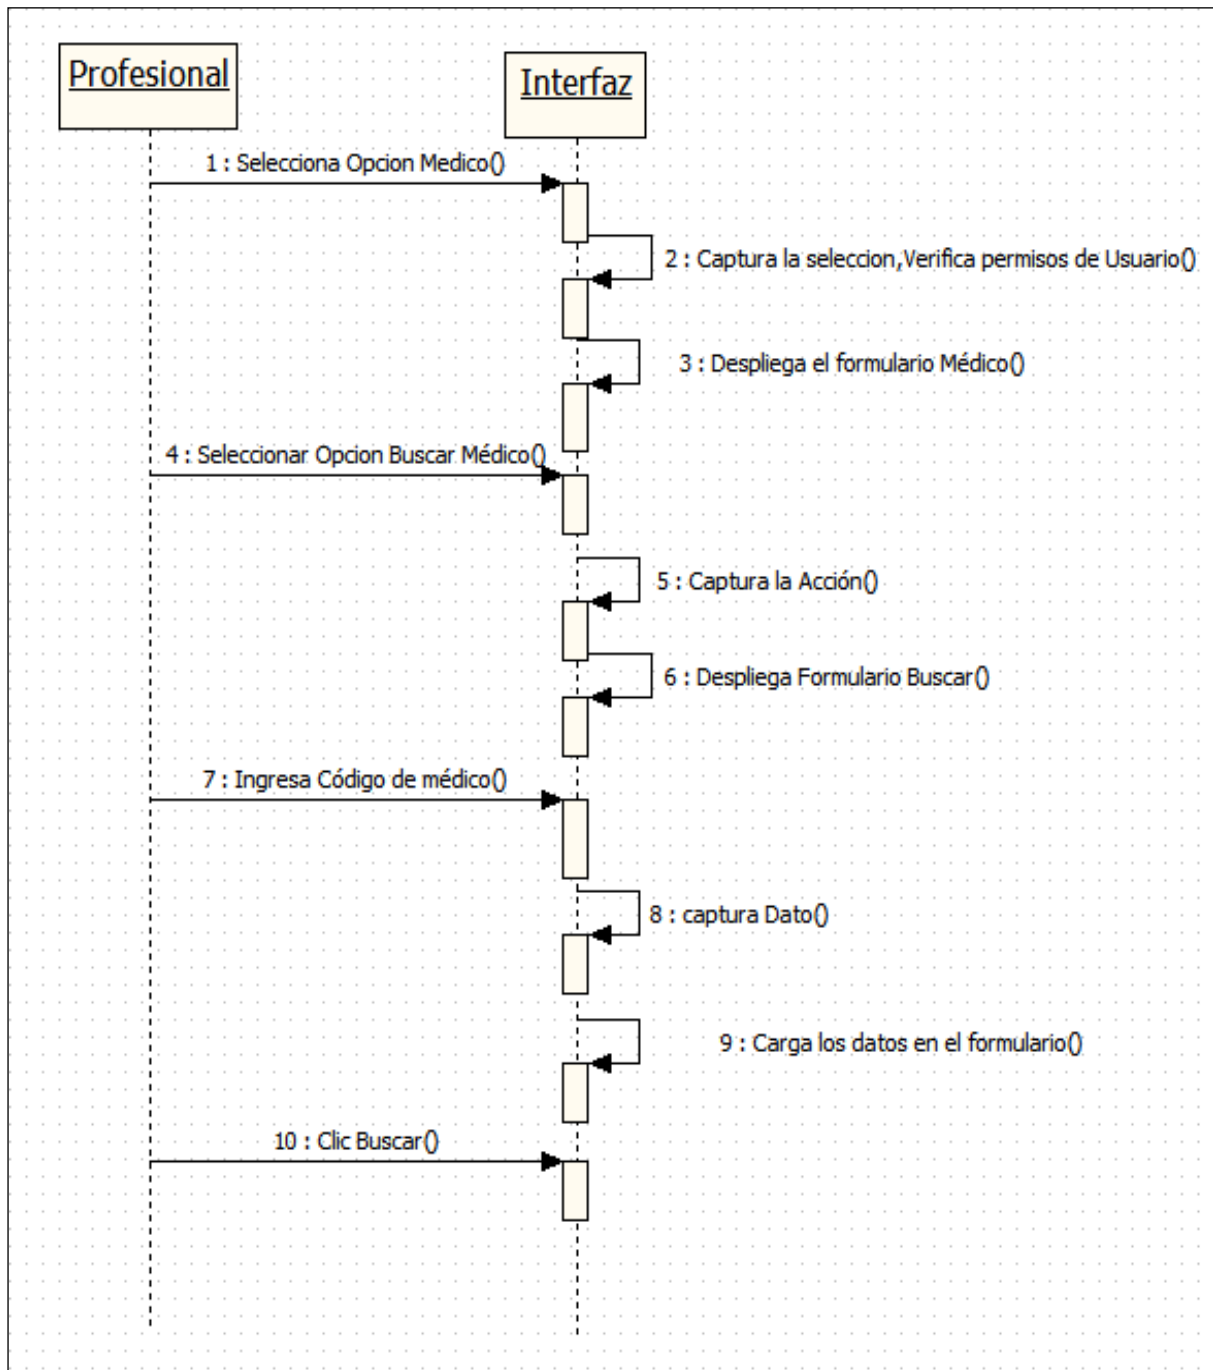 Profesional
Interfaz
1 : Selecciona Opcion Medico()
2 : Captura la seleccion,Verifica permisos de Usuario()
3 : Despliega el formulario Médico()
4 : Seleccionar Opcion Buscar Médico()
5 : Captura la Acción()
6 : Despliega Formulario Buscar()
7 : Ingresa Código de médico()
8 : captura Dato()
9 : Carga los datos en el formulario()
10 : Clic Buscar()